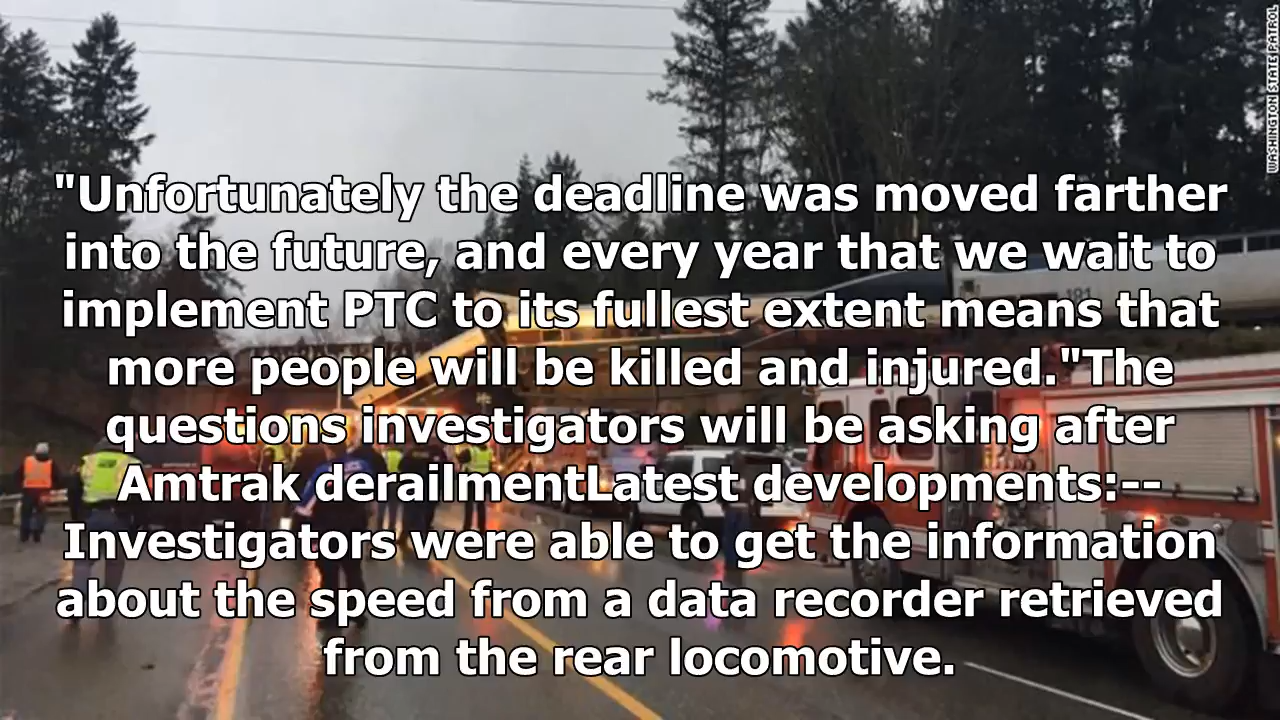 WASHINGTON STATE PATROL
"Unfortunately the deadline was moved farther
into the future, and every year that we wait to
implement PTC to its fullest extent means that
more people will be killed and injured."The
questions investigators will be asking after
Amtrak derailmentLatest developments:--
Investigators were able to get the information
about the speed from a data recorder retrieved
from the rear locomotive.